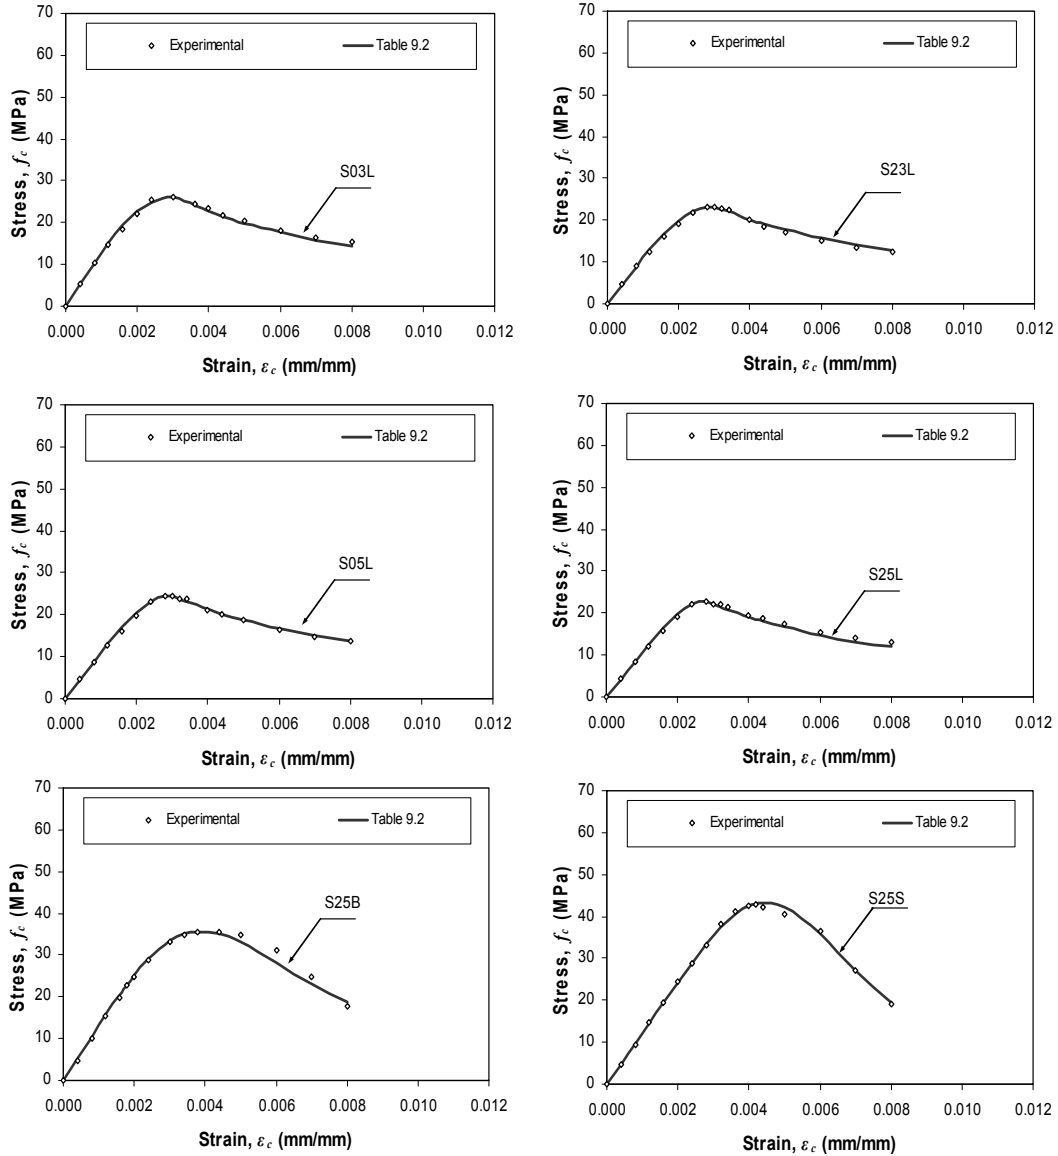 70
60
50
40
30
20
10
0
Stress, fc (MPa)
Experimental Table 9.2
S03L
0.000 0.002 0.004 0.006 0.008 0.010 0.012
Strain, εc (mm/mm)
70
60
50
40
30
20
10
0
Stress, fc (MPa)
Experimental Table 9.2
S23L
0.000 0.002 0.004 0.006 0.008 0.010 0.012
Strain, εc (mm/mm)
70
60
50
40
30
20
10
0
Stress, fc (MPa)
Experimental Table 9.2
S05L
0.000 0.002 0.004 0.006 0.008 0.010 0.012
Strain, εc (mm/mm)
70
60
50
40
30
20
10
0
Stress, fc (MPa)
Experimental Table 9.2
S25L
0.000 0.002 0.004 0.006 0.008 0.010 0.012
Strain, εc (mm/mm)
70
60
50
40
30
20
10
0
Stress, fc (MPa)
Experimental Table 9.2
S25B
0.000 0.002 0.004 0.006 0.008 0.010 0.012
Strain, εc (mm/mm)
70
60
50
40
30
20
10
0
Stress, fc (MPa)
Experimental Table 9.2
S25S
0.000 0.002 0.004 0.006 0.008 0.010 0.012
Strain, εc (mm/mm)